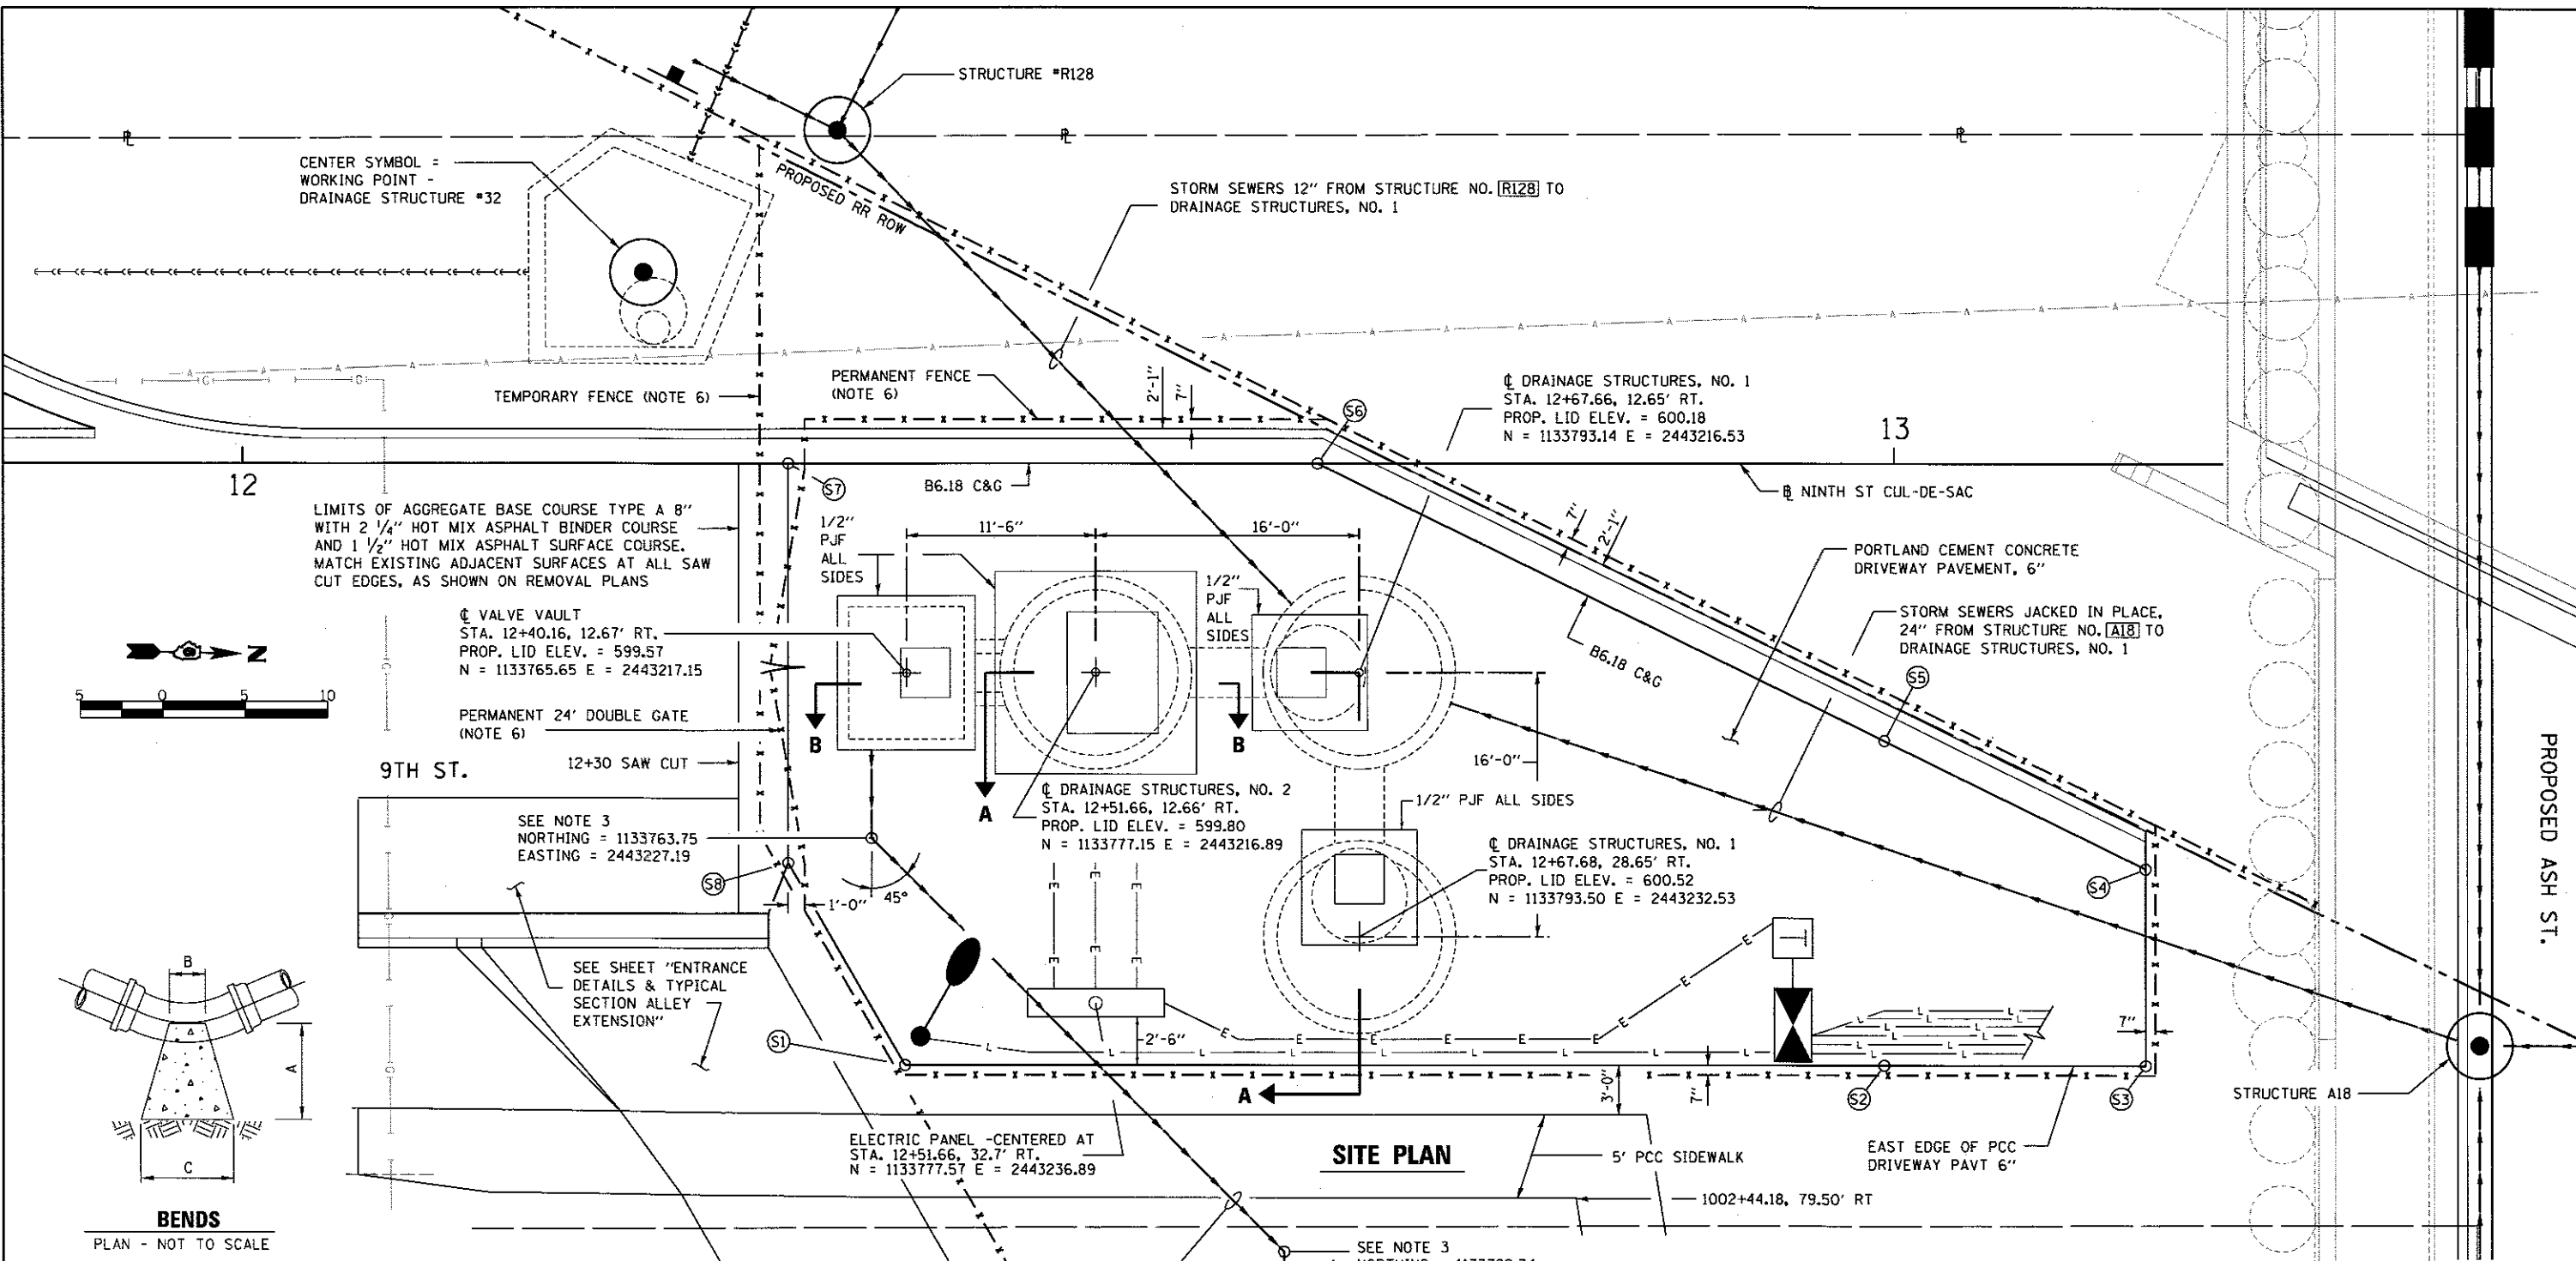 STRUCTURE #R128
℄ DRAINAGE STRUCTURES, NO. 1
STA. 12+67.66, 12.65' RT.
PROP. LID ELEV. = 600.18
N = 1133793.14 E = 2443216.53
CENTER SYMBOL =
WORKING POINT -
DRAINAGE STRUCTURE #32
PROPOSED RR ROW
STORM SEWERS 12" FROM STRUCTURE NO. R128 TO
DRAINAGE STRUCTURES, NO. 1
TEMPORARY FENCE (NOTE 6)
PERMANENT FENCE
(NOTE 6)
2'-1"
7"
S6
13
12
S7
B6.18 C&G
NINTH ST CUL-DE-SAC
LIMITS OF AGGREGATE BASE COURSE TYPE A 8"
WITH 2 1/4" HOT MIX ASPHALT BINDER COURSE
AND 1 1/2" HOT MIX ASPHALT SURFACE COURSE.
MATCH EXISTING ADJACENT SURFACES AT ALL SAW
CUT EDGES, AS SHOWN ON REMOVAL PLANS
1/2"
PJF
ALL
SIDES
11'-6"
16'-0"
7"
2'-1"
PORTLAND CEMENT CONCRETE
DRIVEWAY PAVEMENT, 6"
1/2"
PJF
ALL
SIDES
B6.18 C&G
STORM SEWERS JACKED IN PLACE,
24" FROM STRUCTURE NO. A18 TO
DRAINAGE STRUCTURES, NO. 1
℄ VALVE VAULT
STA. 12+40.16, 12.67' RT.
PROP. LID ELEV. = 599.57
N = 1133765.65 E = 2443217.15
N
5 0 5 10
S5
PERMANENT 24' DOUBLE GATE
(NOTE 6)
B
B
9TH ST.
12+30 SAW CUT
16'-0"
PROPOSED ASH ST.
A
℄ DRAINAGE STRUCTURES, NO. 2
STA. 12+51.66, 12.66' RT.
PROP. LID ELEV. = 599.80
N = 1133777.15 E = 2443216.89
1/2" PJF ALL SIDES
SEE NOTE 3
NORTHING = 1133763.75
EASTING = 2443227.19
℄ DRAINAGE STRUCTURES, NO. 1
STA. 12+67.68, 28.65' RT.
PROP. LID ELEV. = 600.52
N = 1133793.50 E = 2443232.53
S8
S4
1'-0"
45°
SEE SHEET "ENTRANCE
DETAILS & TYPICAL
SECTION ALLEY
EXTENSION"
B
A
C
T
7"
S1
2'-6"
A
3'-0"
7"
S2
S3
STRUCTURE A18
ELECTRIC PANEL -CENTERED AT
STA. 12+51.66, 32.7' RT.
N = 1133777.57 E = 2443236.89
SITE PLAN
5' PCC SIDEWALK
EAST EDGE OF PCC
DRIVEWAY PAVT 6"
1002+44.18, 79.50' RT
BENDS
PLAN - NOT TO SCALE
SEE NOTE 3